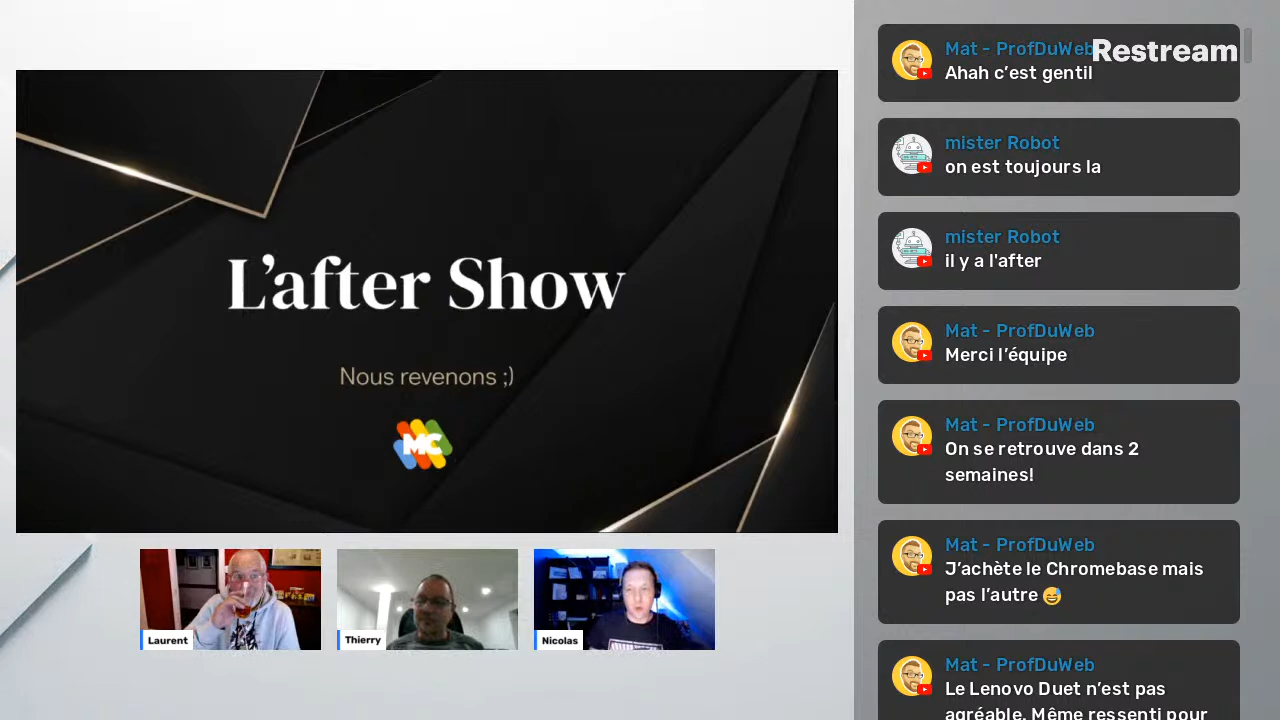 L'after Show
Nous revenons ;)
MC
Laurent
Thierry
Nicolas
Restream
Mat - ProfDuWeb
Ahah c’est gentil
mister Robot
on est toujours la
mister Robot
il y a l'after
Mat - ProfDuWeb
Merci l’équipe
Mat - ProfDuWeb
On se retrouve dans 2
semaines!
Mat - ProfDuWeb
J’achète le Chromebase mais
pas l’autre 😅
Mat - ProfDuWeb
Le Lenovo Duet n’est pas
agréable. Même ressenti pour